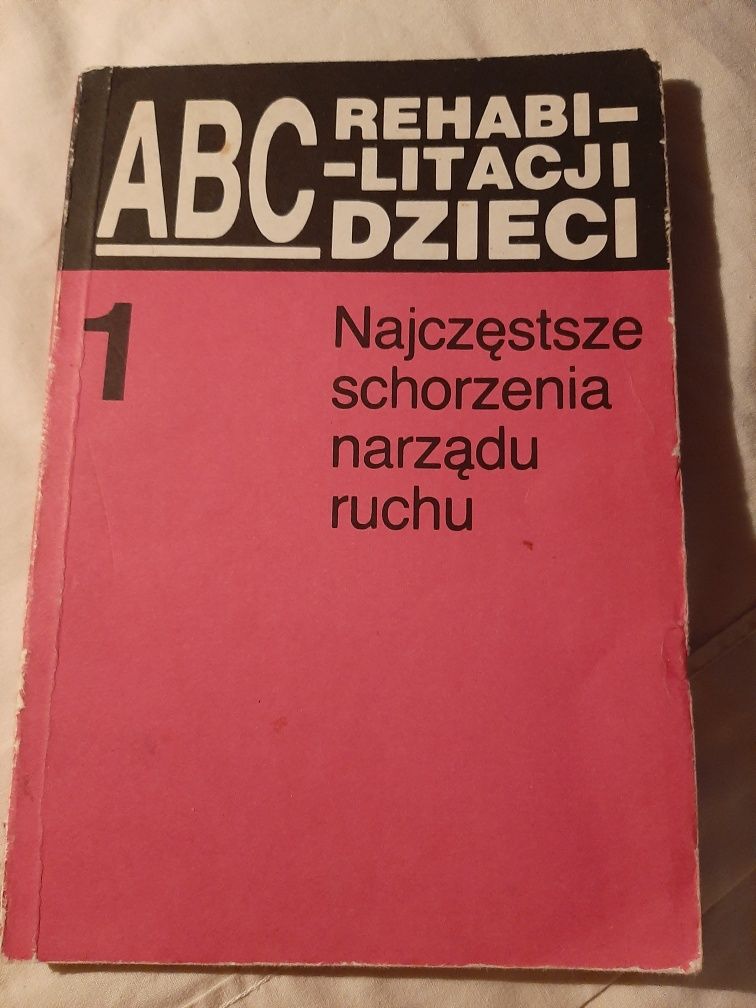 ABC REHABI-
-LITACJI
DZIECI
1
Najczęstsze
schorzenia
narządu
ruchu